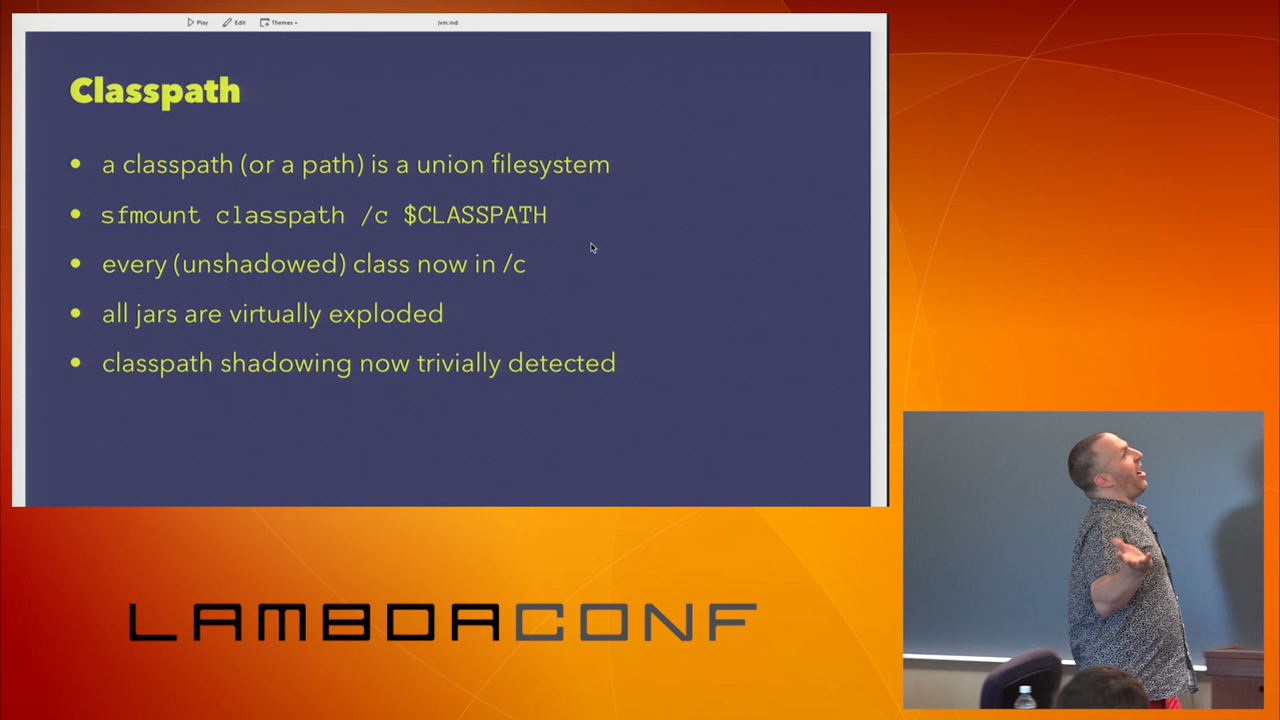 Play Edit Themes jvm.md
Classpath
• a classpath (or a path) is a union filesystem
• sfmount classpath /c $CLASSPATH
• every (unshadowed) class now in /c
• all jars are virtually exploded
• classpath shadowing now trivially detected
LAMBDACONF